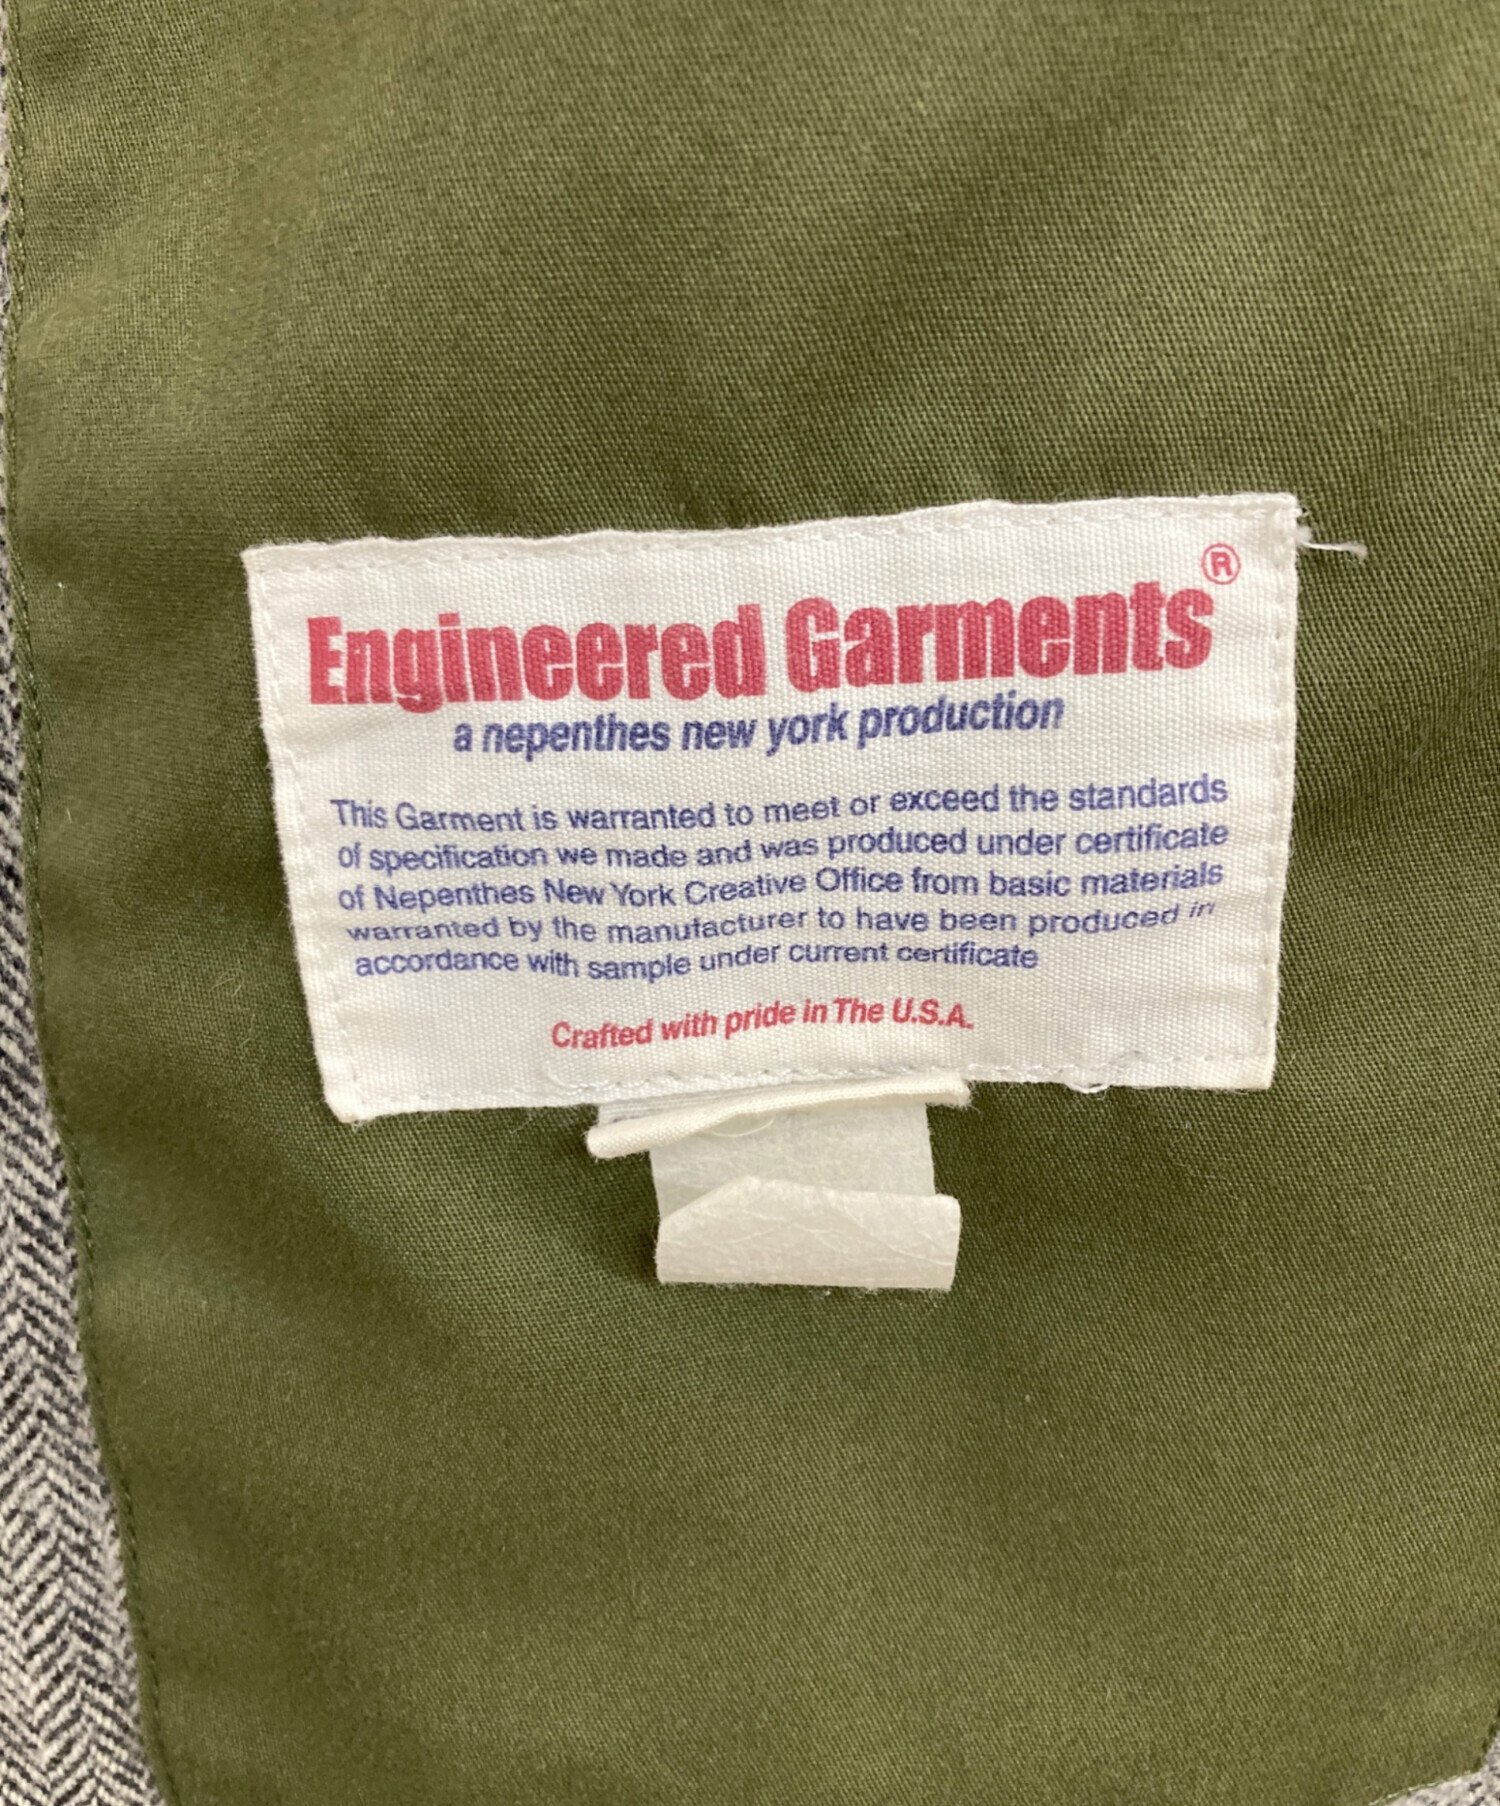 Engineered Garments®
a nepenthes new york production
This Garment is warranted to meet or exceed the standards
of specification we made and was produced under certificate
of Nepenthes New York Creative Office from basic materials
warranted by the manufacturer to have been produced in
accordance with sample under current certificate
Crafted with pride in The U.S.A.